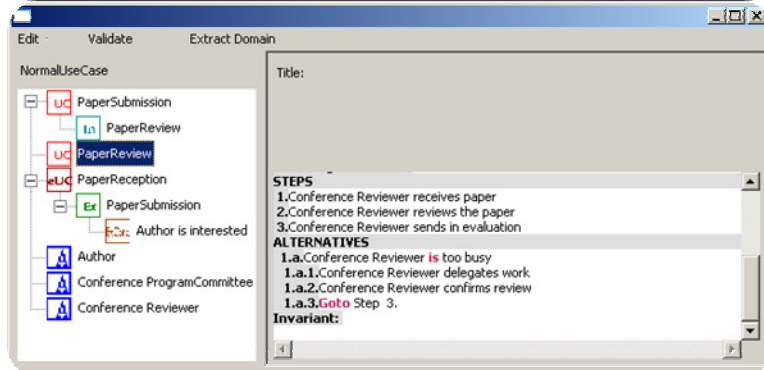 Edit Validate Extract Domain
NormalUseCase
UC PaperSubmission
In PaperReview
UC PaperReview
eUC PaperReception
Ex PaperSubmission
Author is interested
Author
Conference ProgramCommittee
Conference Reviewer
Title:
STEPS
1.Conference Reviewer receives paper
2.Conference Reviewer reviews the paper
3.Conference Reviewer sends in evaluation
ALTERNATIVES
1.a.Conference Reviewer is too busy
1.a.1.Conference Reviewer delegates work
1.a.2.Conference Reviewer confirms review
1.a.3.Goto Step 3.
Invariant: